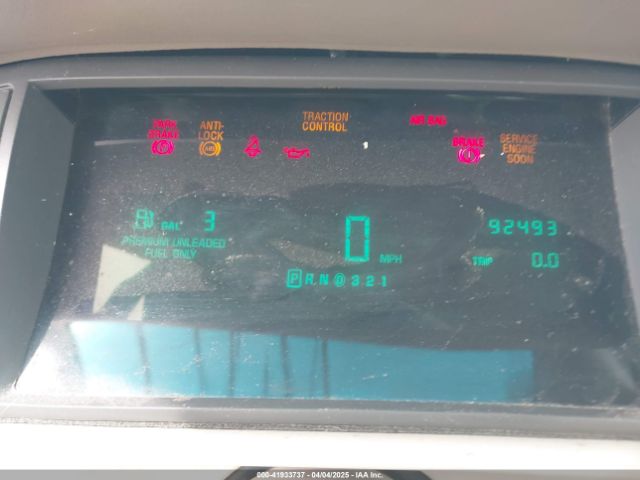 PARK BRAKE
ANTI-LOCK
ABS
TRACTION CONTROL
AIR BAG
BRAKE
SERVICE ENGINE SOON
GAL 3
PREMIUM UNLEADED FUEL ONLY
0 MPH
92493
TRIP 0.0
P R N D 3 2 1
000-41933737 - 04/04/2025 - IAA Inc.